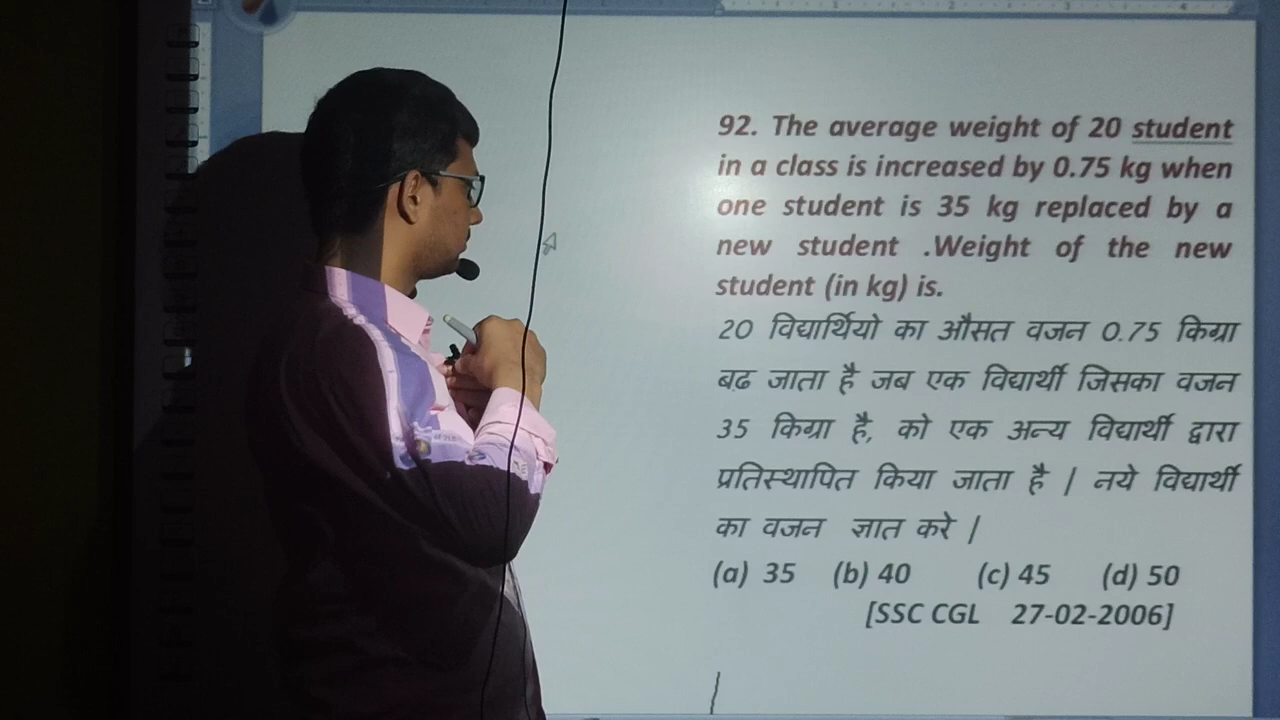 92. The average weight of 20 student
in a class is increased by 0.75 kg when
one student is 35 kg replaced by a
new student .Weight of the new
student (in kg) is.
20 विद्यार्थियो का औसत वजन 0.75 किग्रा
बढ जाता है जब एक विद्यार्थी जिसका वजन
35 किग्रा है, को एक अन्य विद्यार्थी द्वारा
प्रतिस्थापित किया जाता है | नये विद्यार्थी
का वजन ज्ञात करे |
(a) 35 (b) 40 (c) 45 (d) 50
[SSC CGL 27-02-2006]